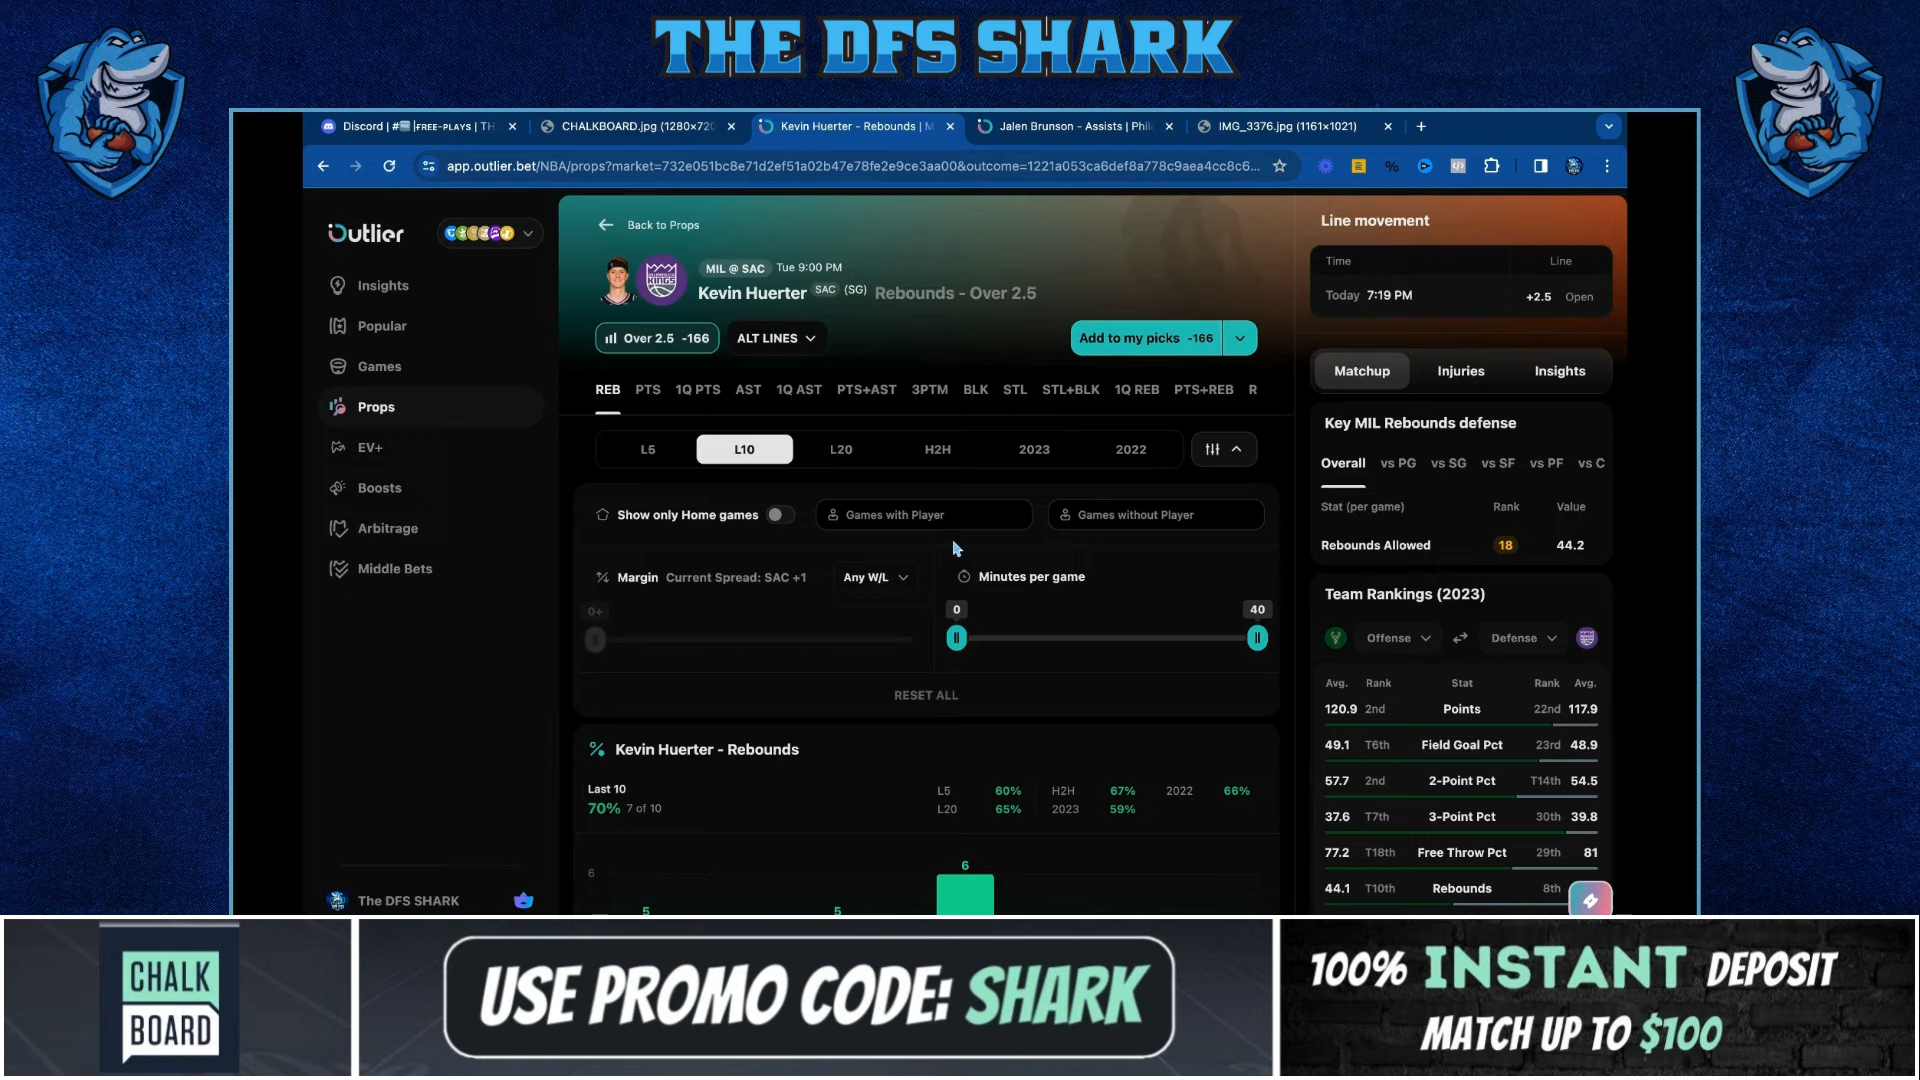 THE DFS SHARK
Discord | #|FREE-PLAYS | TH
CHALKBOARD.jpg (1280×720
Kevin Huerter - Rebounds | M
Jalen Brunson - Assists | Phil
IMG_3376.jpg (1161×1021)
app.outlier.bet/NBA/props?market=732e051bc8e71d2ef51a02b47e78fe2e9ce3aa00&outcome=1221a053ca6def8a778c9aea4cc8c6...
Outlier
Insights
Popular
Games
Props
EV+
Boosts
Arbitrage
Middle Bets
The DFS SHARK
Back to Props
MIL @ SAC Tue 9:00 PM
Kevin Huerter SAC (SG) Rebounds - Over 2.5
Over 2.5 -166 ALT LINES
Add to my picks -166
REB PTS 1Q PTS AST 1Q AST PTS+AST 3PTM BLK STL STL+BLK 1Q REB PTS+REB R
L5 L10 L20 H2H 2023 2022
Show only Home games
Games with Player
Games without Player
Margin Current Spread: SAC +1 Any W/L
0+
Minutes per game
0 40
RESET ALL
Kevin Huerter - Rebounds
Last 10
70% 7 of 10
L5 60% H2H 67% 2022 66%
L20 65% 2023 59%
6
6
5 5
Line movement
Time Line
Today 7:19 PM +2.5 Open
Matchup Injuries Insights
Key MIL Rebounds defense
Overall vs PG vs SG vs SF vs PF vs C
Stat (per game) Rank Value
Rebounds Allowed 18 44.2
Team Rankings (2023)
Offense Defense
Avg. Rank Stat Rank Avg.
120.9 2nd Points 22nd 117.9
49.1 T6th Field Goal Pct 23rd 48.9
57.7 2nd 2-Point Pct T14th 54.5
37.6 T7th 3-Point Pct 30th 39.8
77.2 T18th Free Throw Pct 29th 81
44.1 T10th Rebounds 8th
CHALK
BOARD
USE PROMO CODE: SHARK
100% INSTANT DEPOSIT
MATCH UP TO $100